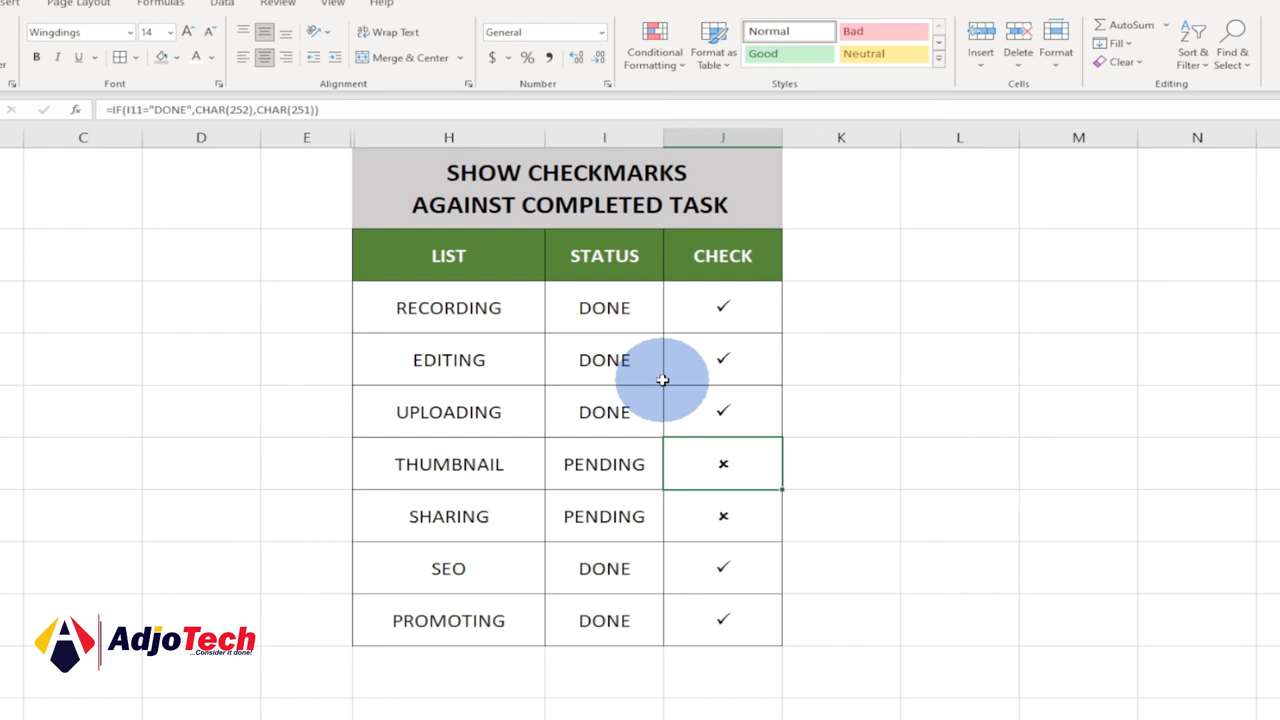 nsert Page Layout Formulas Data Review View Help
Wingdings 14 A A Wrap Text General Normal Bad AutoSum
B I U A Merge & Center $ % , Conditional Formatting Format as Table Good Neutral Insert Delete Format Fill Clear Sort & Filter Find & Select
Font Alignment Number Styles Cells Editing
fx =IF(I11="DONE",CHAR(252),CHAR(251))
C D E H I J K L M N
SHOW CHECKMARKS
AGAINST COMPLETED TASK
LIST STATUS CHECK
RECORDING DONE ✓
EDITING DONE ✓
UPLOADING DONE ✓
THUMBNAIL PENDING ✗
SHARING PENDING ✗
SEO DONE ✓
PROMOTING DONE ✓
AdjoTech
...Consider it done!